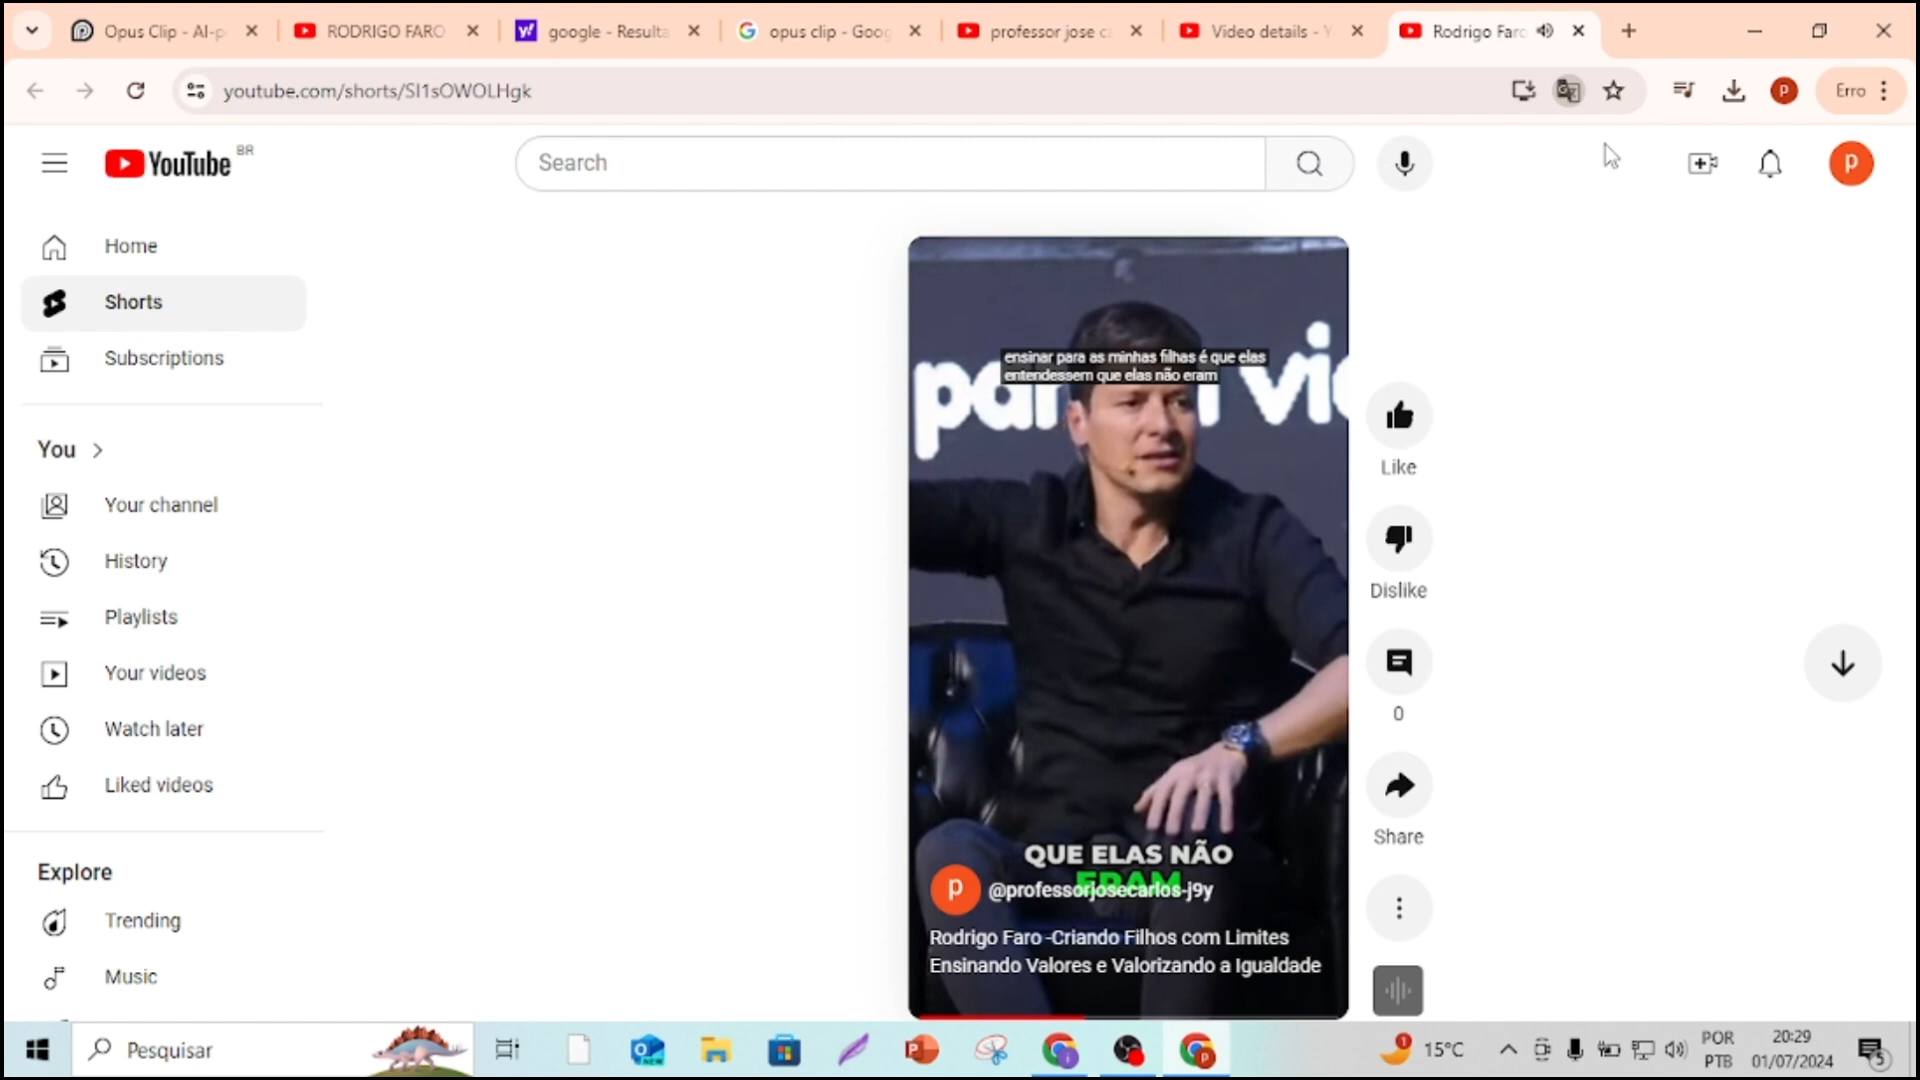 Opus Clip - AI-p
RODRIGO FARO
google - Resulta
opus clip - Goog
professor jose ca
Video details - Y
Rodrigo Faro
youtube.com/shorts/SI1sOWOLHgk
Erro
YouTube BR
Search
Home
Shorts
Subscriptions
You
Your channel
History
Playlists
Your videos
Watch later
Liked videos
Explore
Trending
Music
ensinar para as minhas filhas é que elas
entendessem que elas não eram
QUE ELAS NÃO
ERAM
@professorjosecarlos-j9y
Rodrigo Faro -Criando Filhos com Limites
Ensinando Valores e Valorizando a Igualdade
Like
Dislike
0
Share
Pesquisar
15°C
POR
PTB
20:29
01/07/2024
5